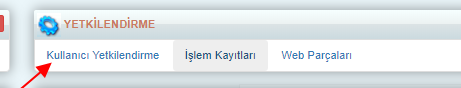 YETKİLENDİRME
Kullanıcı Yetkilendirme İşlem Kayıtları Web Parçaları